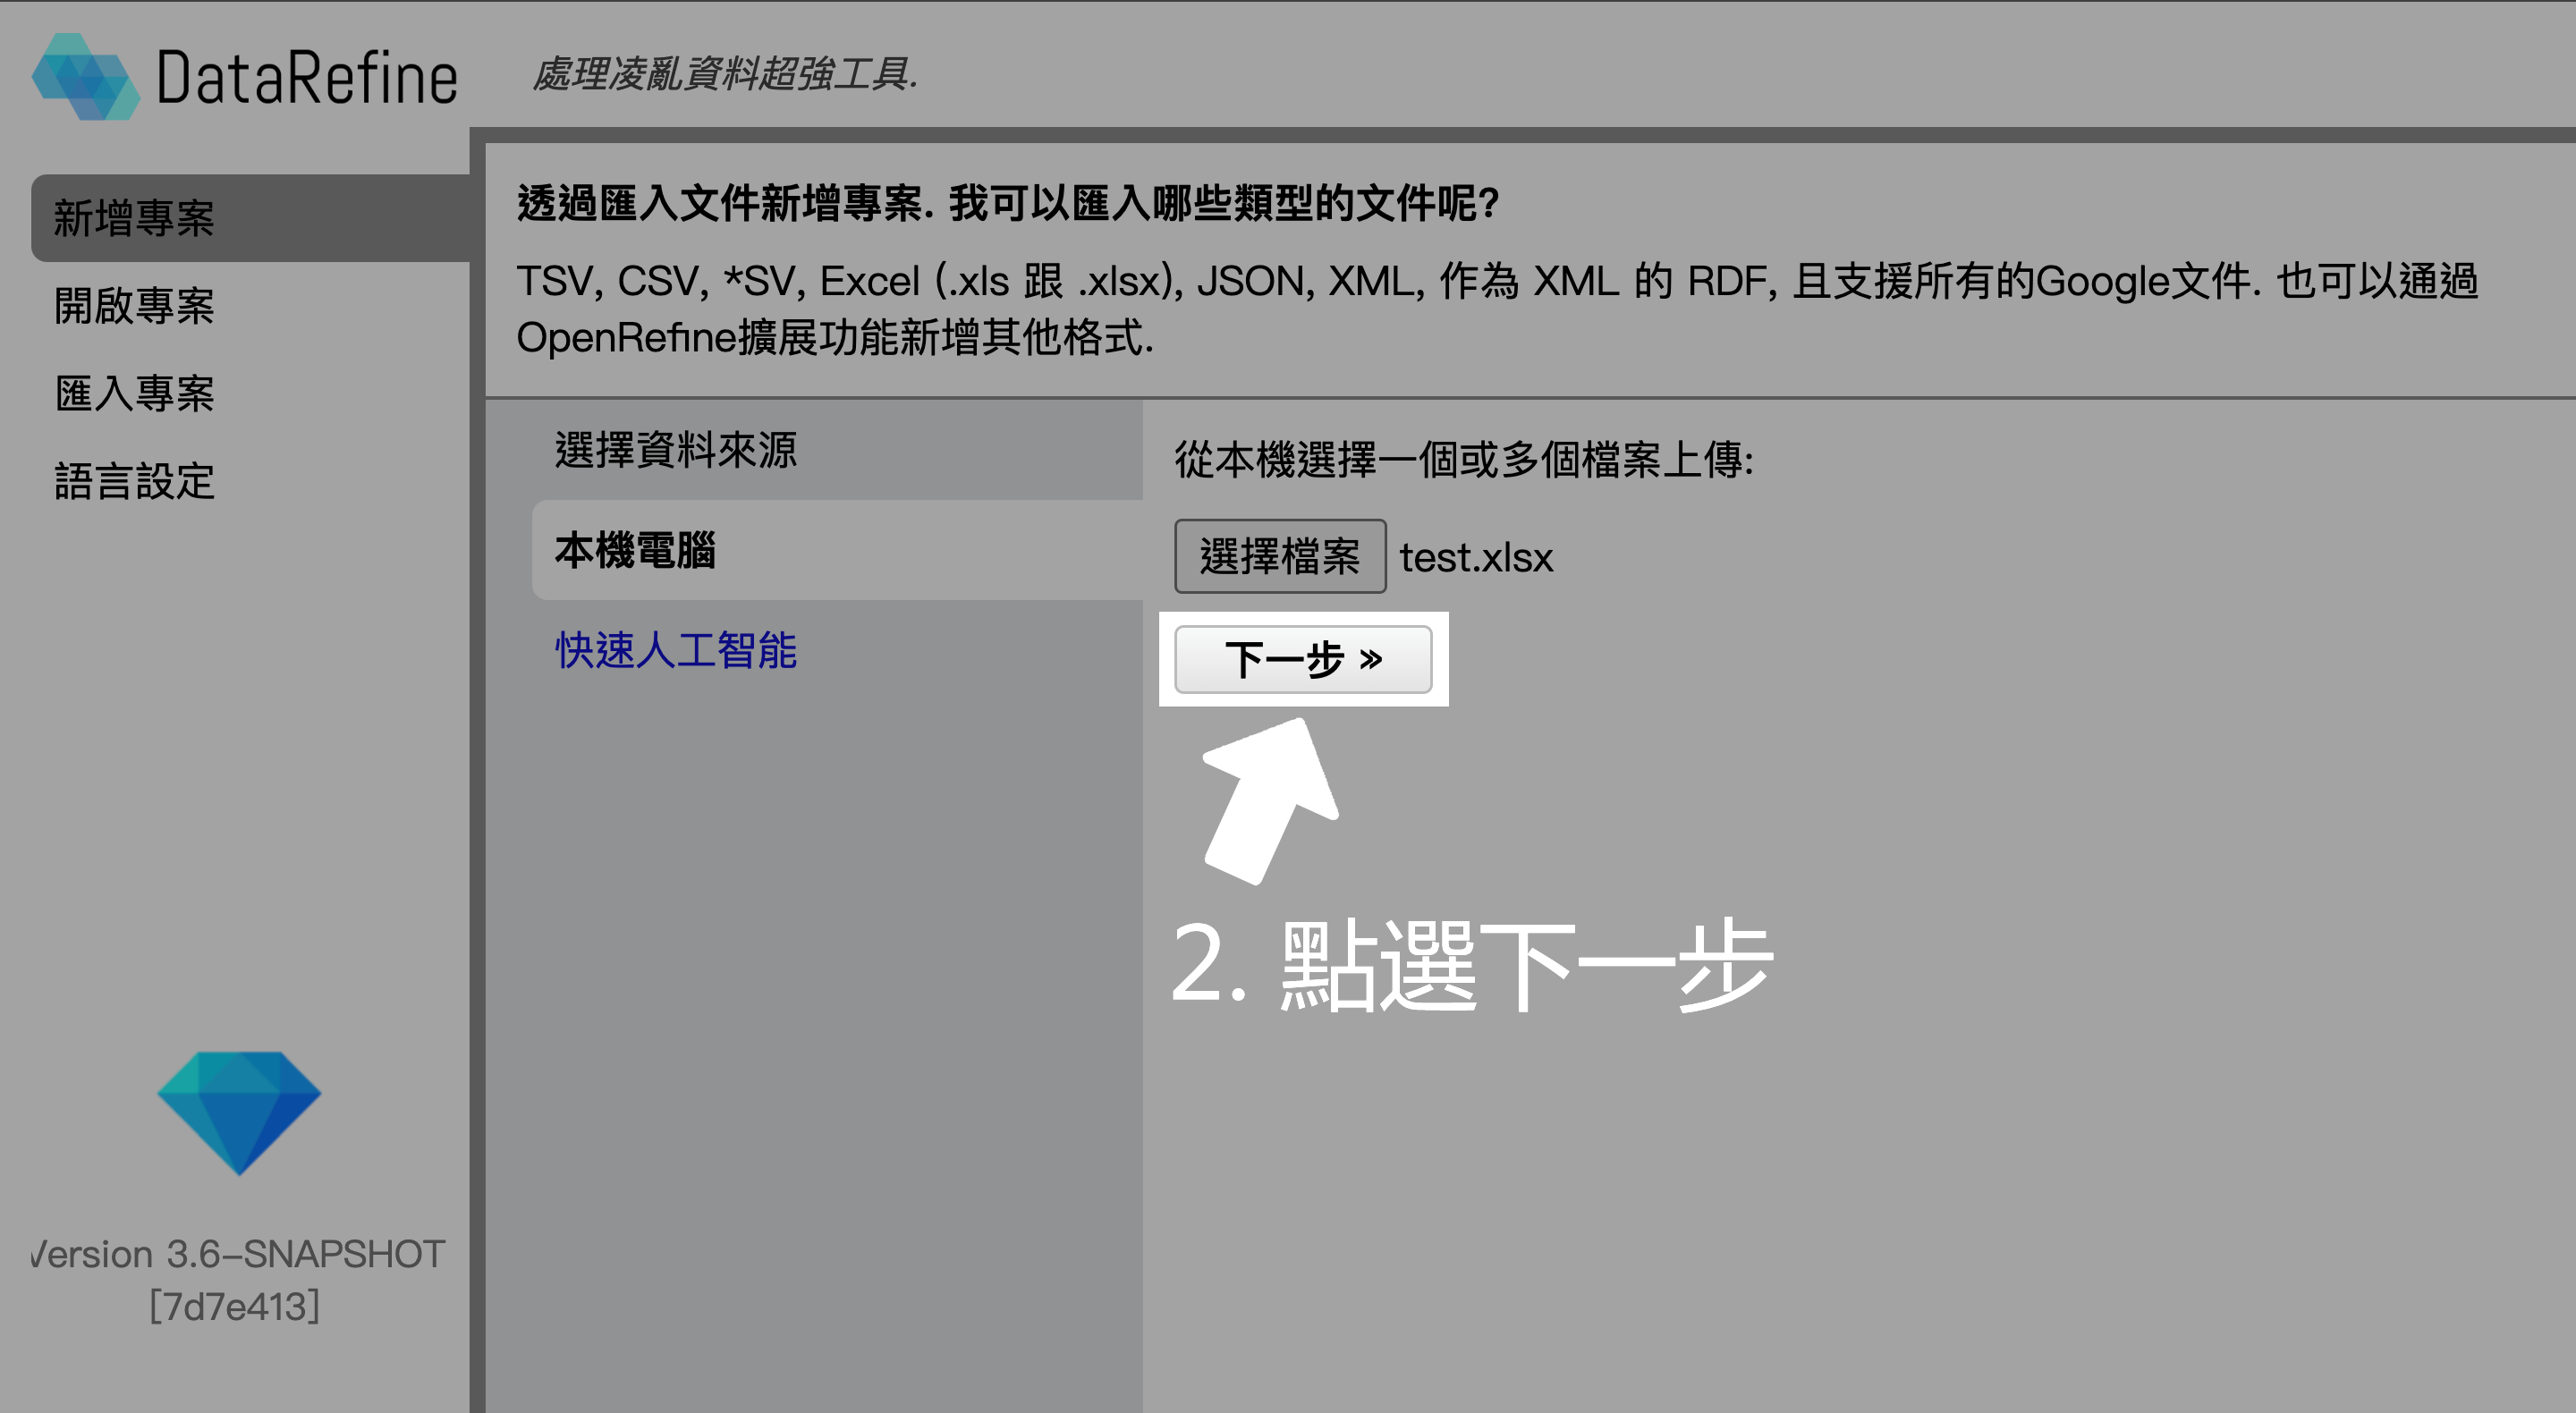 DataRefine
處理凌亂資料超強工具.
新增專案
開啟專案
匯入專案
語言設定
透過匯入文件新增專案. 我可以匯入哪些類型的文件呢?
TSV, CSV, *SV, Excel (.xls 跟 .xlsx), JSON, XML, 作為 XML 的 RDF, 且支援所有的Google文件. 也可以通過
OpenRefine擴展功能新增其他格式.
選擇資料來源
本機電腦
快速人工智能
從本機選擇一個或多個檔案上傳:
選擇檔案 test.xlsx
下一步 »
2. 點選下一步
Version 3.6-SNAPSHOT
[7d7e413]